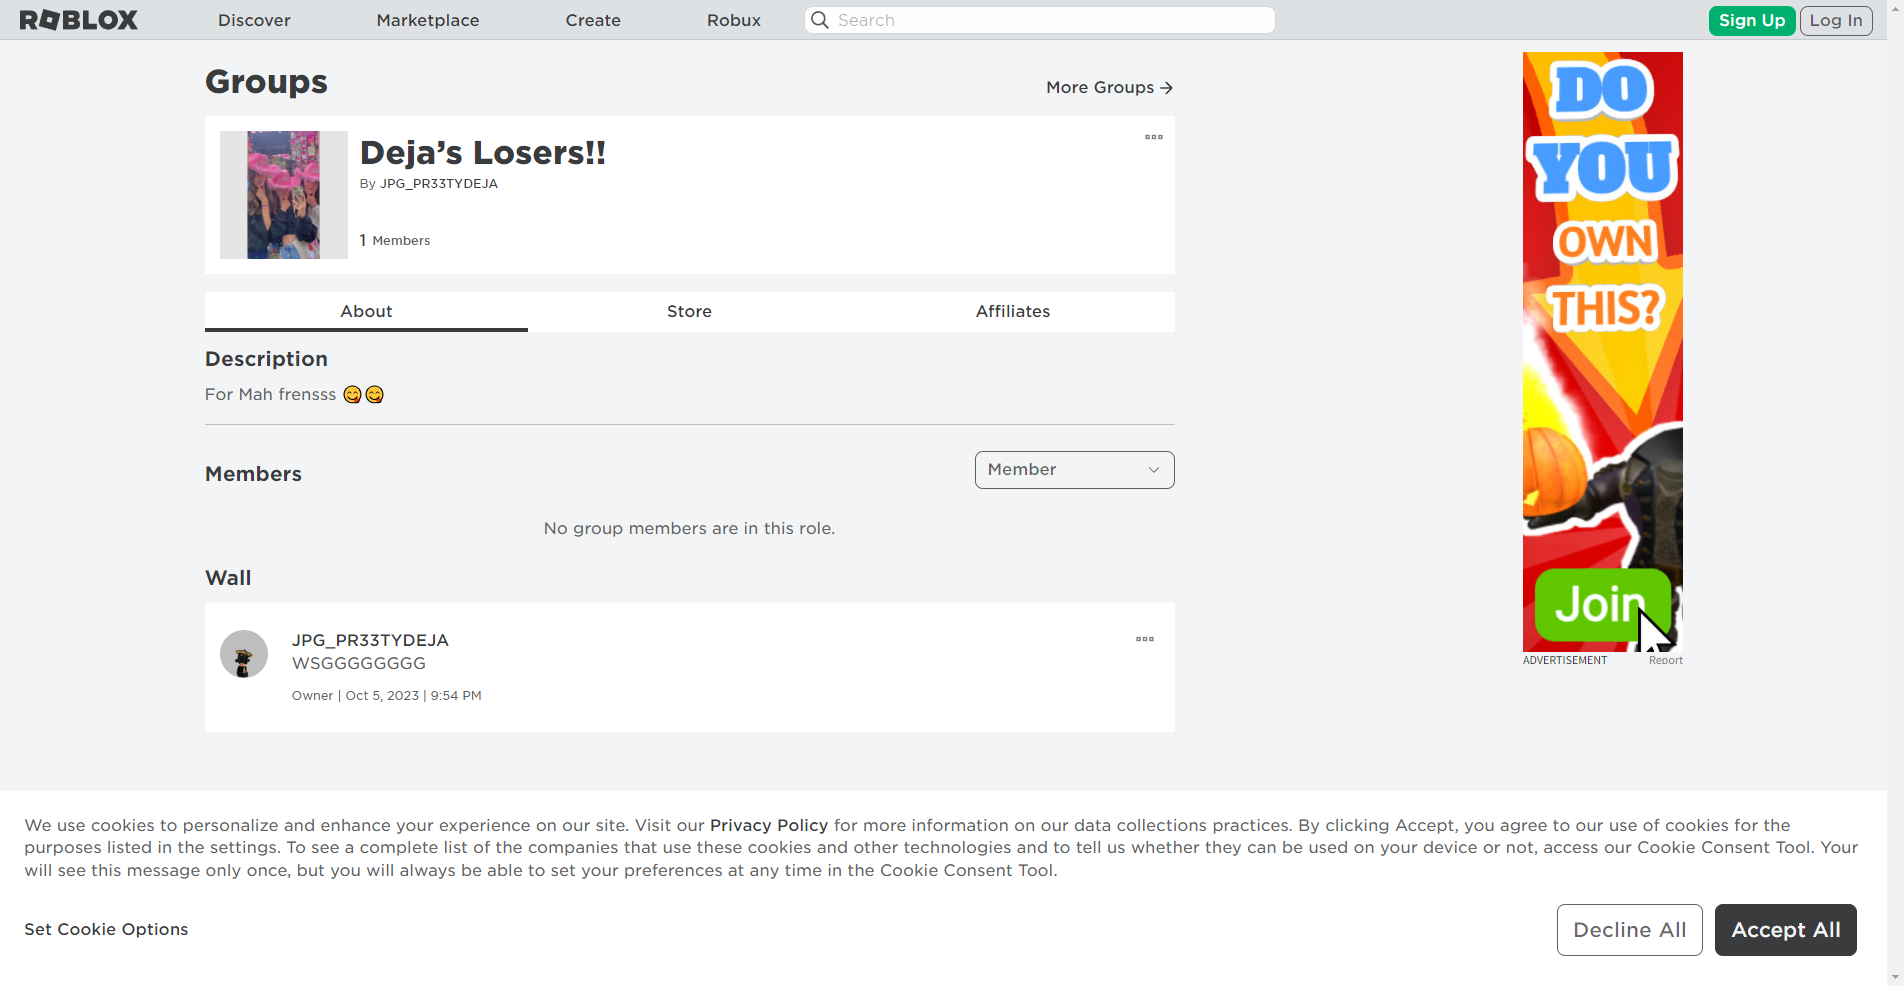 ROBLOX
Discover
Marketplace
Create
Robux
Search
Sign Up
Log In
Groups
More Groups
Deja’s Losers!!
By JPG_PR33TYDEJA
1 Members
About
Store
Affiliates
Description
For Mah frensss 😋😋
Members
Member
No group members are in this role.
Wall
JPG_PR33TYDEJA
WSGGGGGGGG
Owner | Oct 5, 2023 | 9:54 PM
DO
YOU
OWN
THIS?
Join
ADVERTISEMENT
Report
We use cookies to personalize and enhance your experience on our site. Visit our Privacy Policy for more information on our data collections practices. By clicking Accept, you agree to our use of cookies for the
purposes listed in the settings. To see a complete list of the companies that use these cookies and other technologies and to tell us whether they can be used on your device or not, access our Cookie Consent Tool. Your
will see this message only once, but you will always be able to set your preferences at any time in the Cookie Consent Tool.
Set Cookie Options
Decline All
Accept All